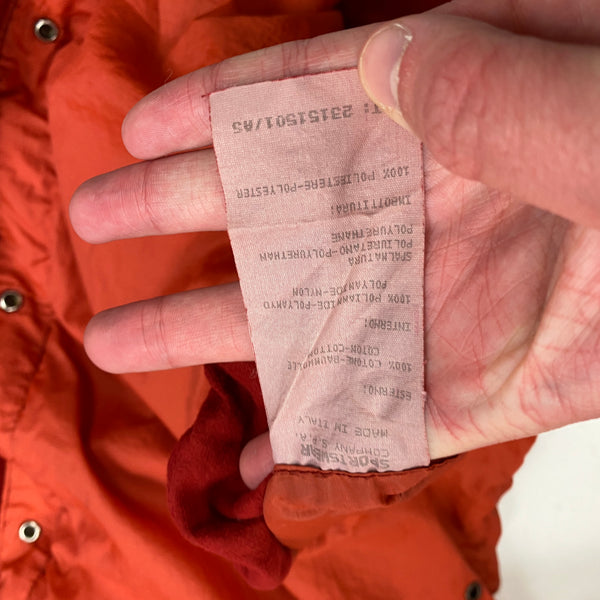 SPORTSWEAR
COMPANY S.P.A.
MADE IN ITALY
ESTERNO:
100% COTONE-BAUMWOLLE
COTON-COTTON
INTERNO:
100% POLIAMMIDE-POLYAMYD
POLYAMIDE-NYLON
SPALMATURA
POLIURETANO-POLYURETHAN
POLYURETHANE
IMBOTTITURA:
100% POLIESTERE-POLYESTER
T: 23151501/AS